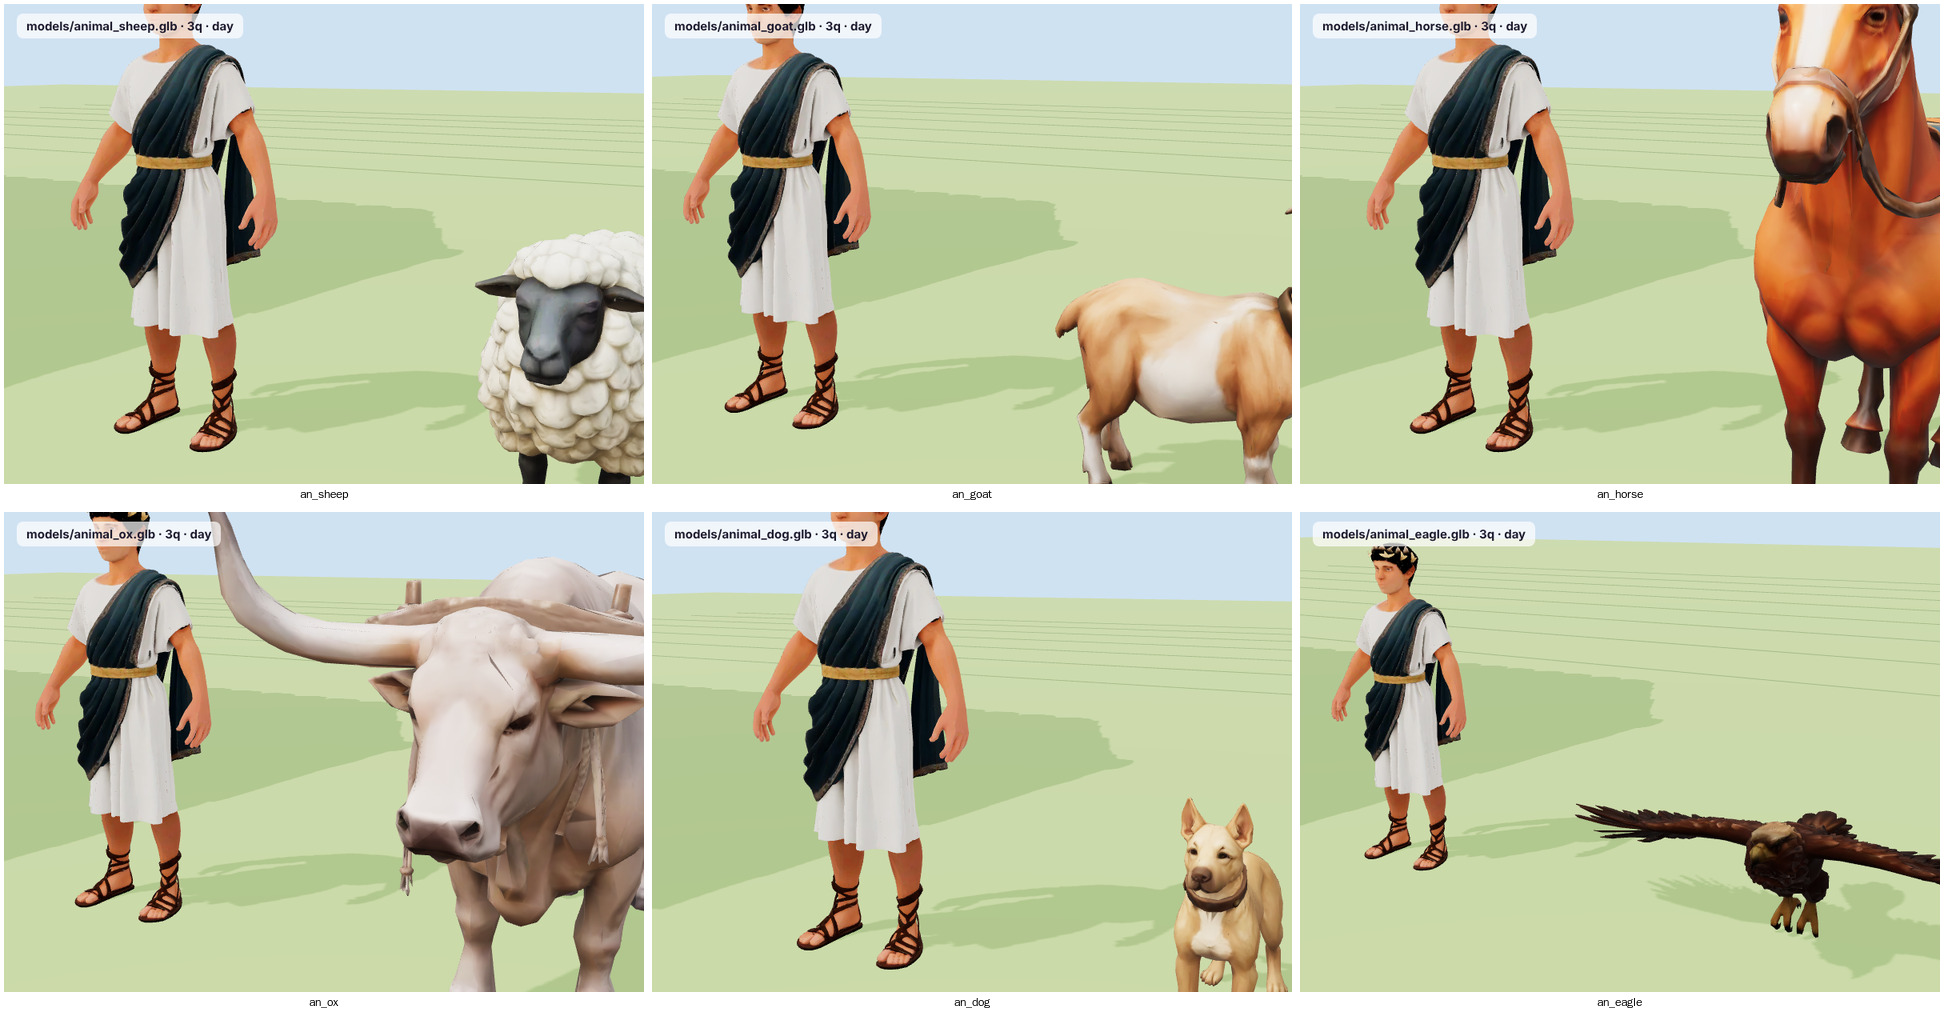 models/animal_sheep.glb · 3q · day
models/animal_goat.glb · 3q · day
models/animal_horse.glb · 3q · day
an_sheep
an_goat
an_horse
models/animal_ox.glb · 3q · day
models/animal_dog.glb · 3q · day
models/animal_eagle.glb · 3q · day
an_ox
an_dog
an_eagle